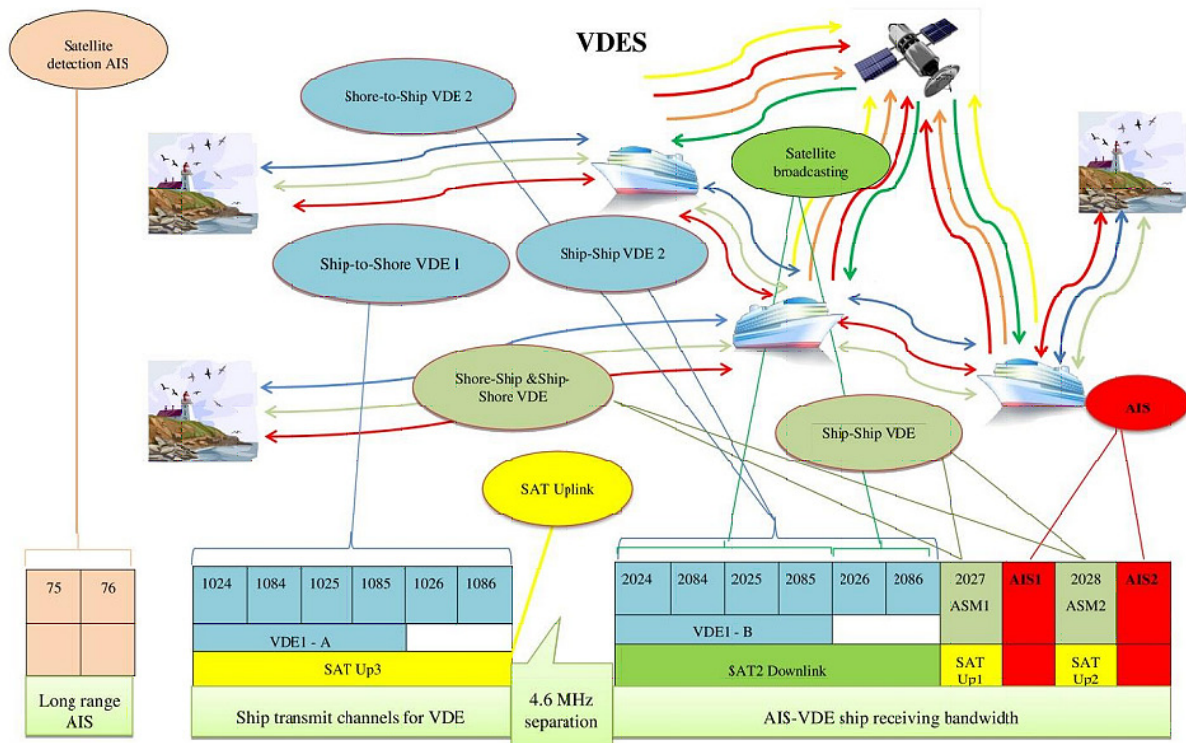 VDES
Satellite
detection AIS
Shore-to-Ship VDE 2
Satellite
broadcasting
Ship-to-Shore VDE 1
Ship-Ship VDE 2
Shore-Ship &Ship-
Shore VDE
Ship-Ship VDE
AIS
SAT Uplink
75 76
1024 1084 1025 1085 1026 1086
2024 2084 2025 2085 2026 2086 2027 AIS1 2028 AIS2
ASM1 ASM2
VDE1 - A
VDE1 - B
SAT Up3
SAT2 Downlink
SAT
Up1
SAT
Up2
Long range
AIS
Ship transmit channels for VDE
4.6 MHz
separation
AIS-VDE ship receiving bandwidth